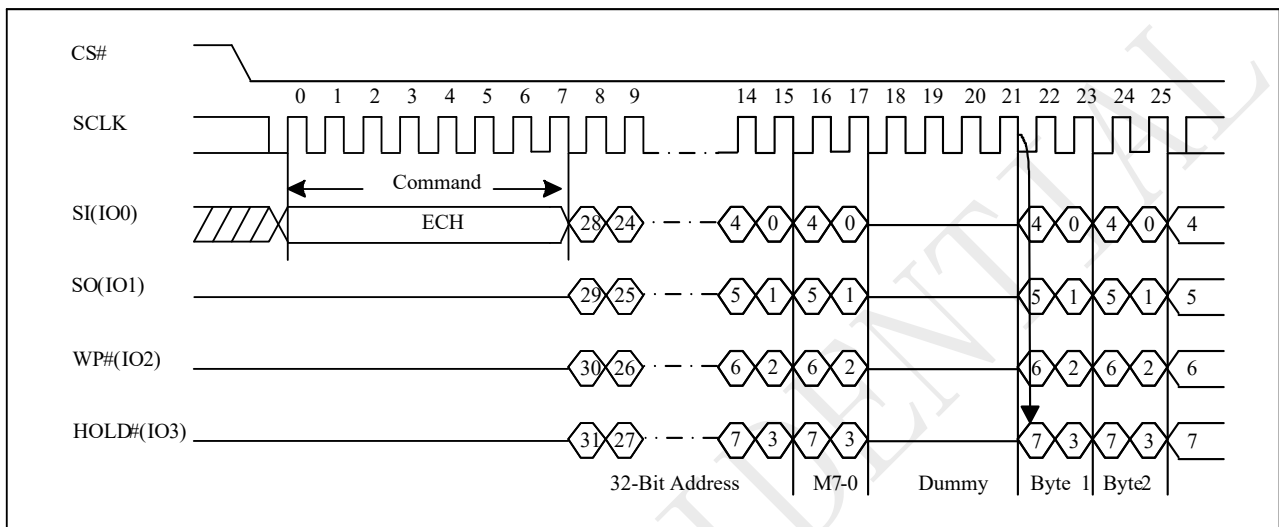 CS#
0 1 2 3 4 5 6 7 8 9 14 15 16 17 18 19 20 21 22 23 24 25
SCLK
Command
SI(IO0)
ECH
28 24 4 0 4 0 4 0 4 0 4
SO(IO1)
29 25 5 1 5 1 5 1 5 1 5
WP#(IO2)
30 26 6 2 6 2 6 2 6 2 6
HOLD#(IO3)
31 27 7 3 7 3 7 3 7 3 7
32-Bit Address M7-0 Dummy Byte 1 Byte2